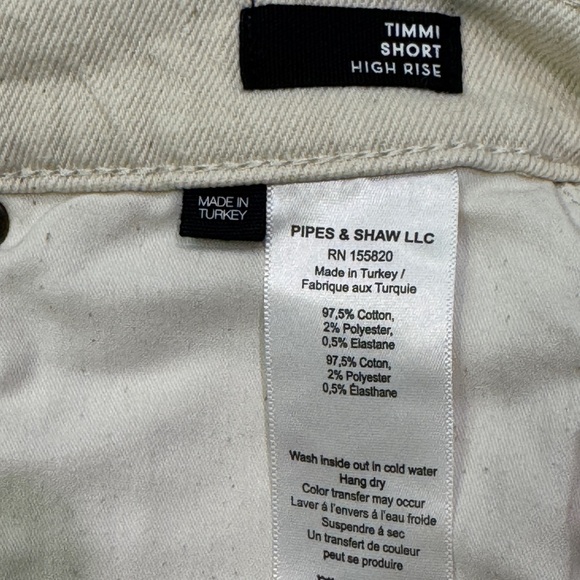 TIMMI
SHORT
HIGH RISE
MADE IN
TURKEY
PIPES & SHAW LLC
RN 155820
Made in Turkey /
Fabrique aux Turquie
97,5% Cotton,
2% Polyester,
0,5% Elastane
97,5% Coton,
2% Polyester
0,5% Élasthane
Wash inside out in cold water
Hang dry
Color transfer may occur
Laver á l'envers á l'eau froide
Suspendre á sec
Un transfert de couleur
peut se produire